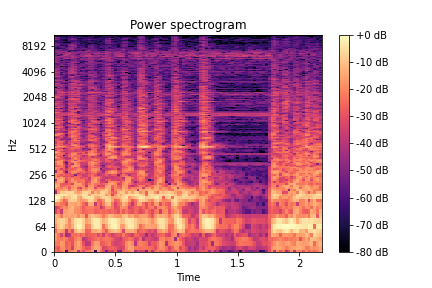 Power spectrogram
Hz
8192
4096
2048
1024
512
256
128
64
0
0 0.5 1 1.5 2
Time
+0 dB
-10 dB
-20 dB
-30 dB
-40 dB
-50 dB
-60 dB
-70 dB
-80 dB